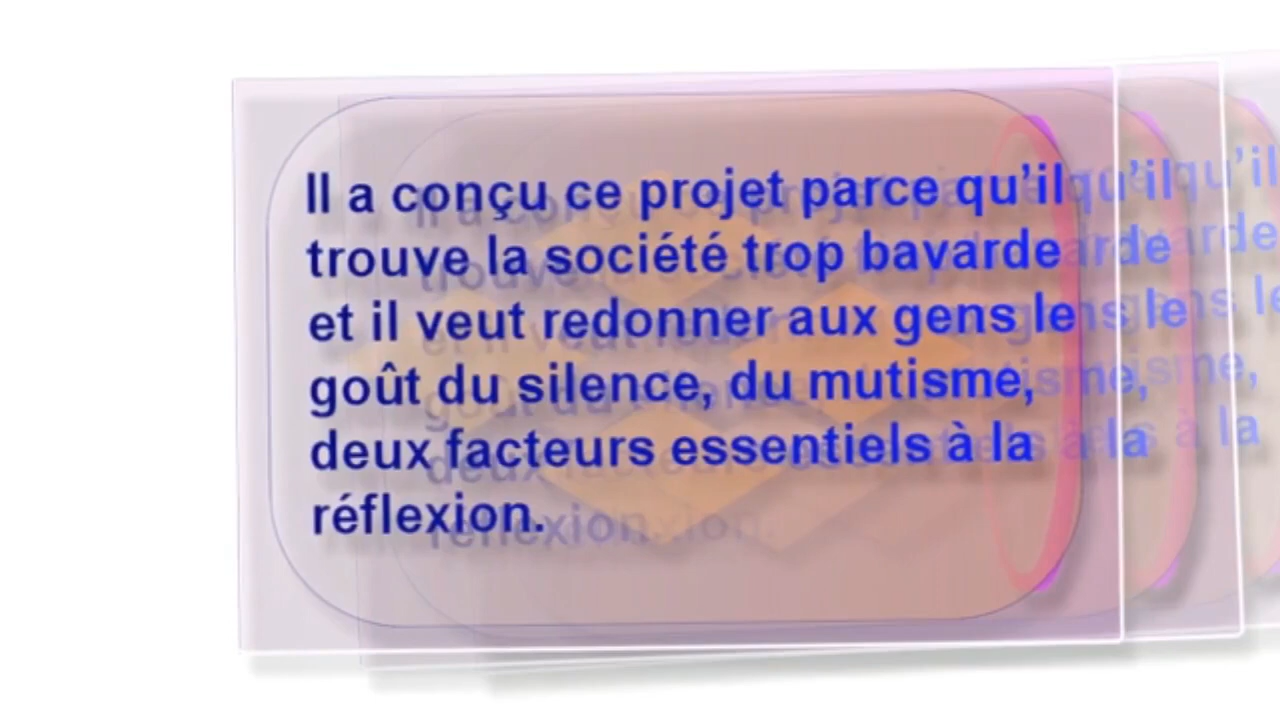 Il a conçu ce projet parce qu’il
trouve la société trop bavarde
et il veut redonner aux gens le
goût du silence, du mutisme,
deux facteurs essentiels à la
réflexion.